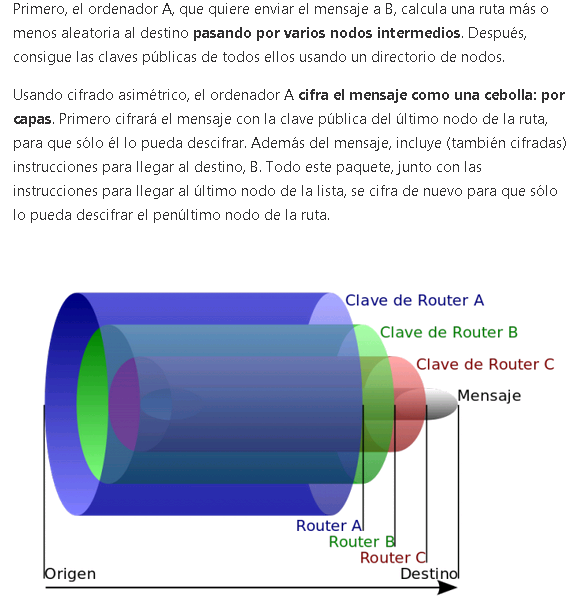 Primero, el ordenador A, que quiere enviar el mensaje a B, calcula una ruta más o
menos aleatoria al destino pasando por varios nodos intermedios. Después,
consigue las claves públicas de todos ellos usando un directorio de nodos.
Usando cifrado asimétrico, el ordenador A cifra el mensaje como una cebolla: por
capas. Primero cifrará el mensaje con la clave pública del último nodo de la ruta,
para que sólo él lo pueda descifrar. Además del mensaje, incluye (también cifradas)
instrucciones para llegar al destino, B. Todo este paquete, junto con las
instrucciones para llegar al último nodo de la lista, se cifra de nuevo para que sólo
lo pueda descifrar el penúltimo nodo de la ruta.
Clave de Router A
Clave de Router B
Clave de Router C
Mensaje
Router A
Router B
Router C
Origen
Destino